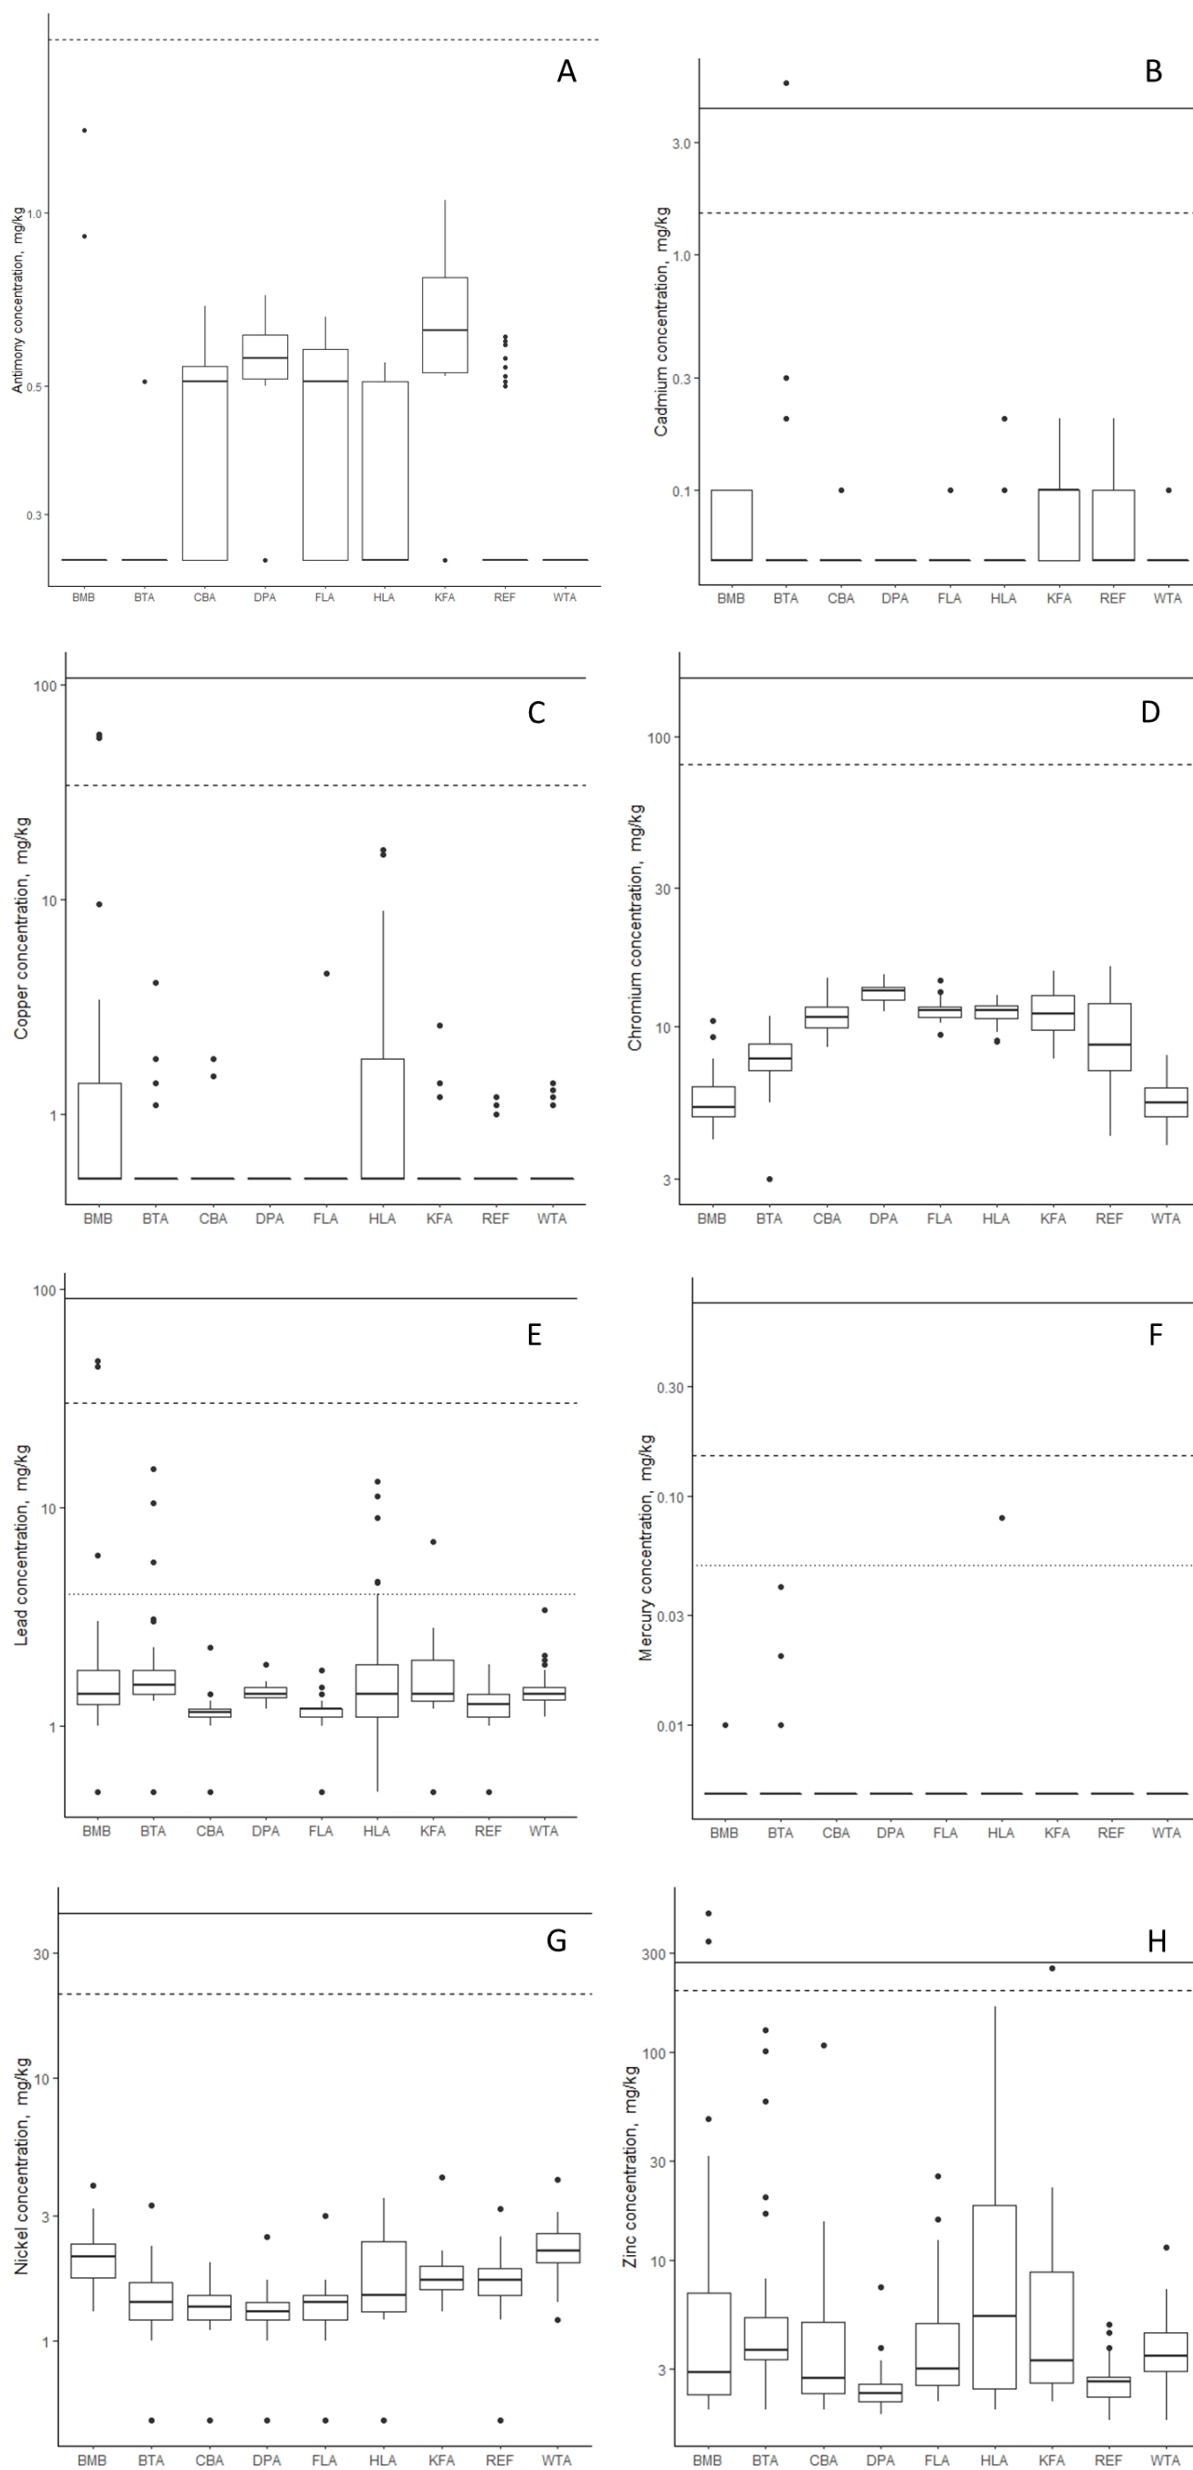 A
Antimony concentration, mg/kg
1.0
0.5
0.3
BMB BTA CBA DPA FLA HLA KFA REF WTA
B
Cadmium concentration, mg/kg
3.0
1.0
0.3
0.1
BMB BTA CBA DPA FLA HLA KFA REF WTA
C
Copper concentration, mg/kg
100
10
1
BMB BTA CBA DPA FLA HLA KFA REF WTA
D
Chromium concentration, mg/kg
100
30
10
3
BMB BTA CBA DPA FLA HLA KFA REF WTA
E
Lead concentration, mg/kg
100
10
1
BMB BTA CBA DPA FLA HLA KFA REF WTA
F
Mercury concentration, mg/kg
0.30
0.10
0.03
0.01
BMB BTA CBA DPA FLA HLA KFA REF WTA
G
Nickel concentration, mg/kg
30
10
3
1
BMB BTA CBA DPA FLA HLA KFA REF WTA
H
Zinc concentration, mg/kg
300
100
30
10
3
BMB BTA CBA DPA FLA HLA KFA REF WTA